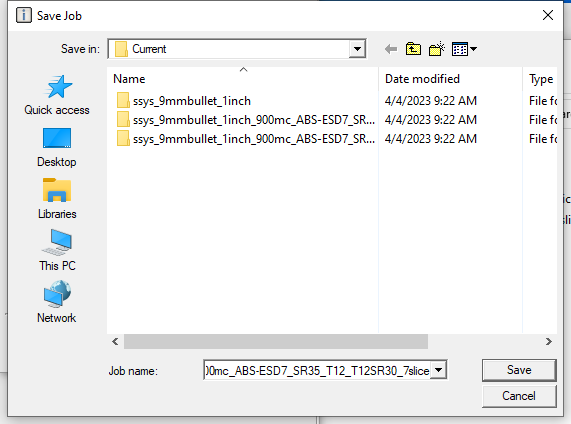 Save Job
Save in: Current
Name Date modified Type
ssys_9mmbullet_1inch 4/4/2023 9:22 AM File fo
ssys_9mmbullet_1inch_900mc_ABS-ESD7_SR... 4/4/2023 9:22 AM File fo
ssys_9mmbullet_1inch_900mc_ABS-ESD7_SR... 4/4/2023 9:22 AM File fo
Quick access
Desktop
Libraries
This PC
Network
Job name: 00mc_ABS-ESD7_SR35_T12_T12SR30_7slice
Save
Cancel